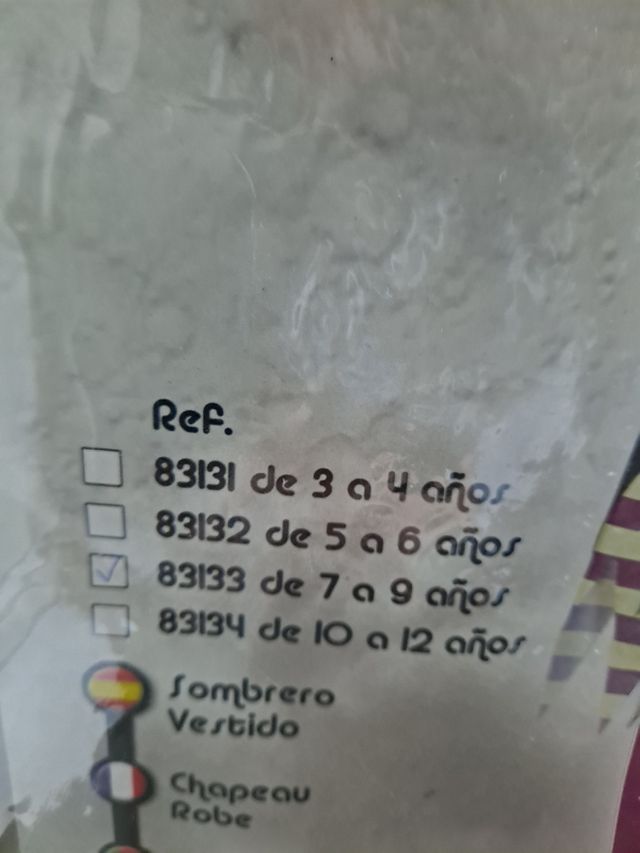 Ref.
83131 de 3 a 4 años
83132 de 5 a 6 años
83133 de 7 a 9 años
83134 de 10 a 12 años
Sombrero
Vestido
Chapeau
Robe